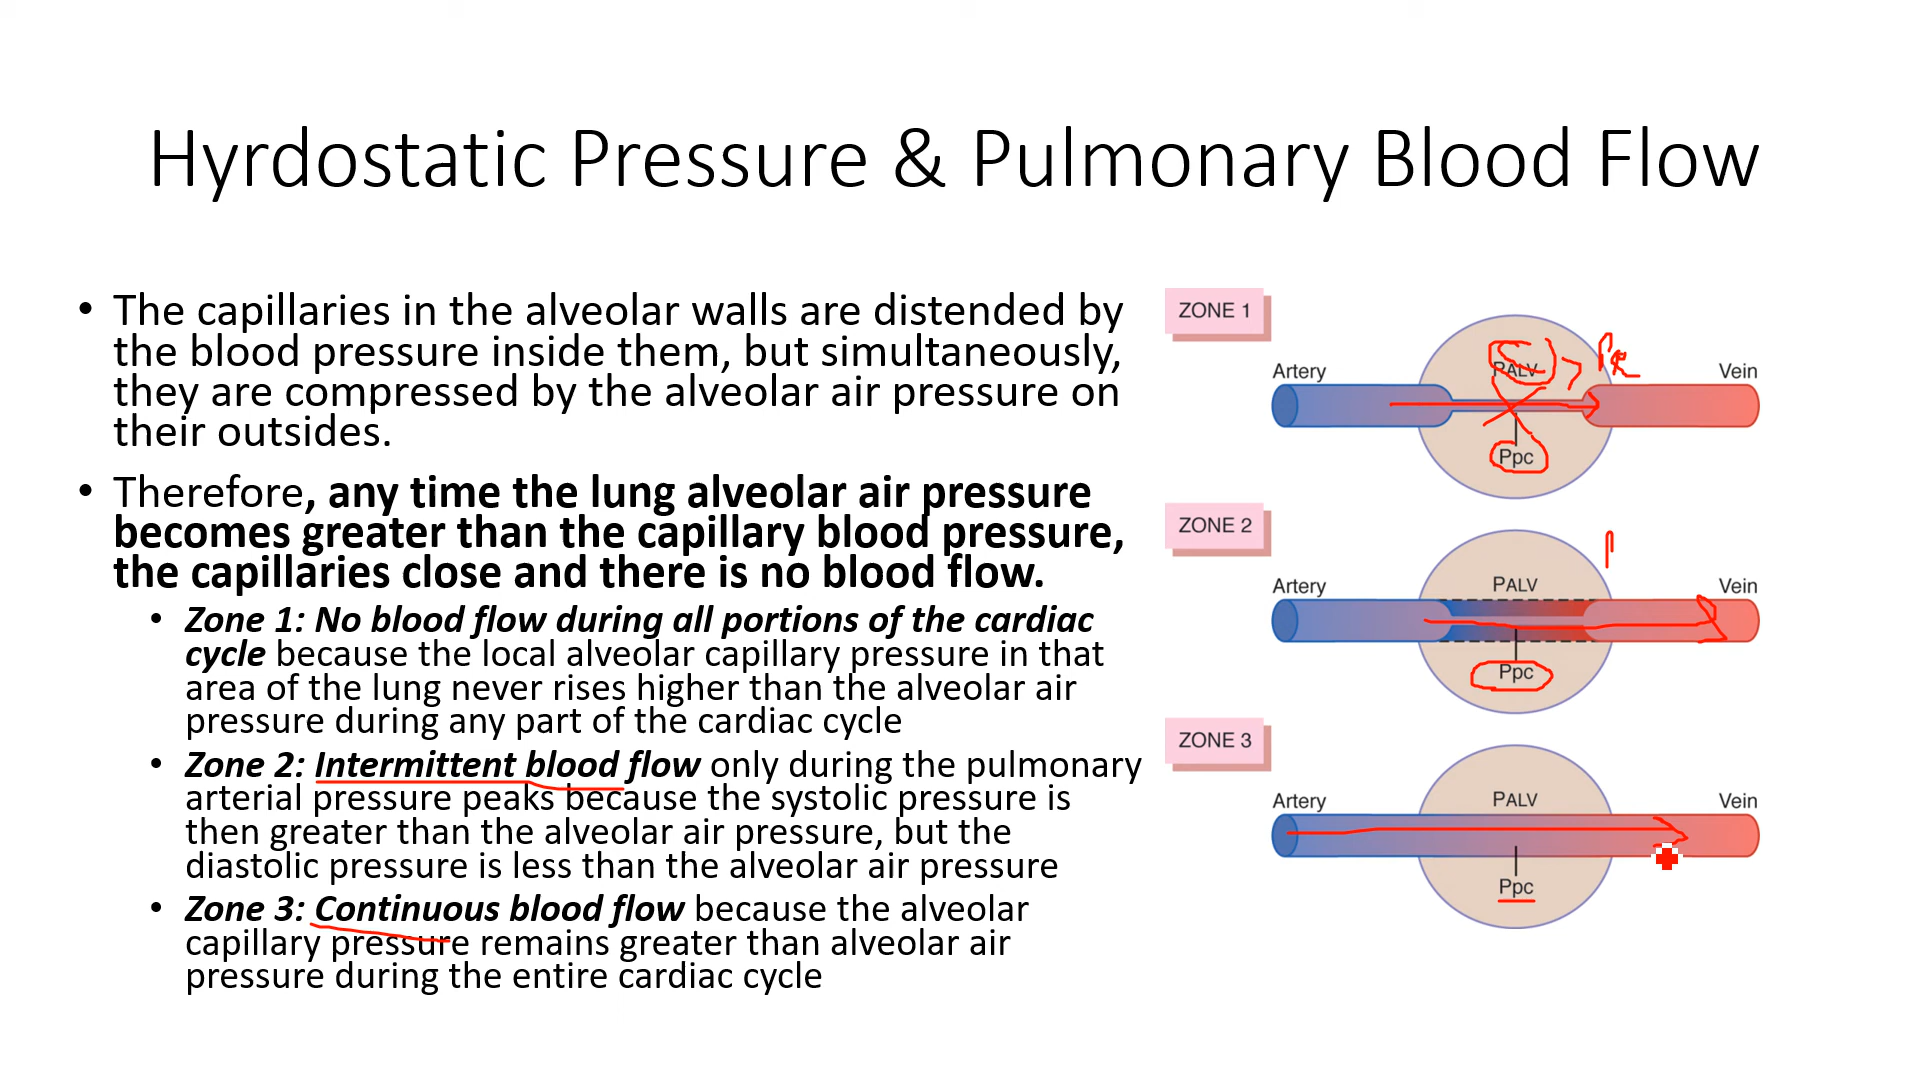 Hyrdostatic Pressure & Pulmonary Blood Flow
• The capillaries in the alveolar walls are distended by
the blood pressure inside them, but simultaneously,
they are compressed by the alveolar air pressure on
their outsides.
• Therefore, any time the lung alveolar air pressure
becomes greater than the capillary blood pressure,
the capillaries close and there is no blood flow.
• Zone 1: No blood flow during all portions of the cardiac
cycle because the local alveolar capillary pressure in that
area of the lung never rises higher than the alveolar air
pressure during any part of the cardiac cycle
• Zone 2: Intermittent blood flow only during the pulmonary
arterial pressure peaks because the systolic pressure is
then greater than the alveolar air pressure, but the
diastolic pressure is less than the alveolar air pressure
• Zone 3: Continuous blood flow because the alveolar
capillary pressure remains greater than alveolar air
pressure during the entire cardiac cycle
ZONE 1
Artery
PALV
Vein
Ppc
ZONE 2
Artery
PALV
Vein
Ppc
ZONE 3
Artery
PALV
Vein
Ppc